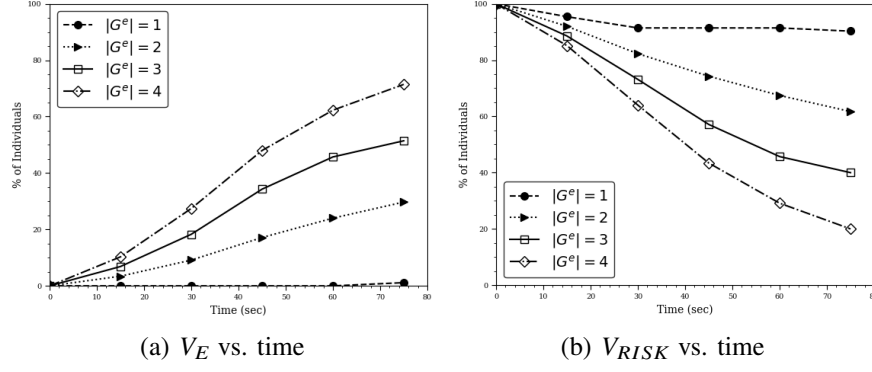 100
80
60
40
20
0
% of Individuals
|G^e| = 1
|G^e| = 2
|G^e| = 3
|G^e| = 4
0 10 20 30 40 50 60 70 80
Time (sec)
(a) V_E vs. time
100
80
60
40
20
0
% of Individuals
|G^e| = 1
|G^e| = 2
|G^e| = 3
|G^e| = 4
0 10 20 30 40 50 60 70 80
Time (sec)
(b) V_{RISK} vs. time